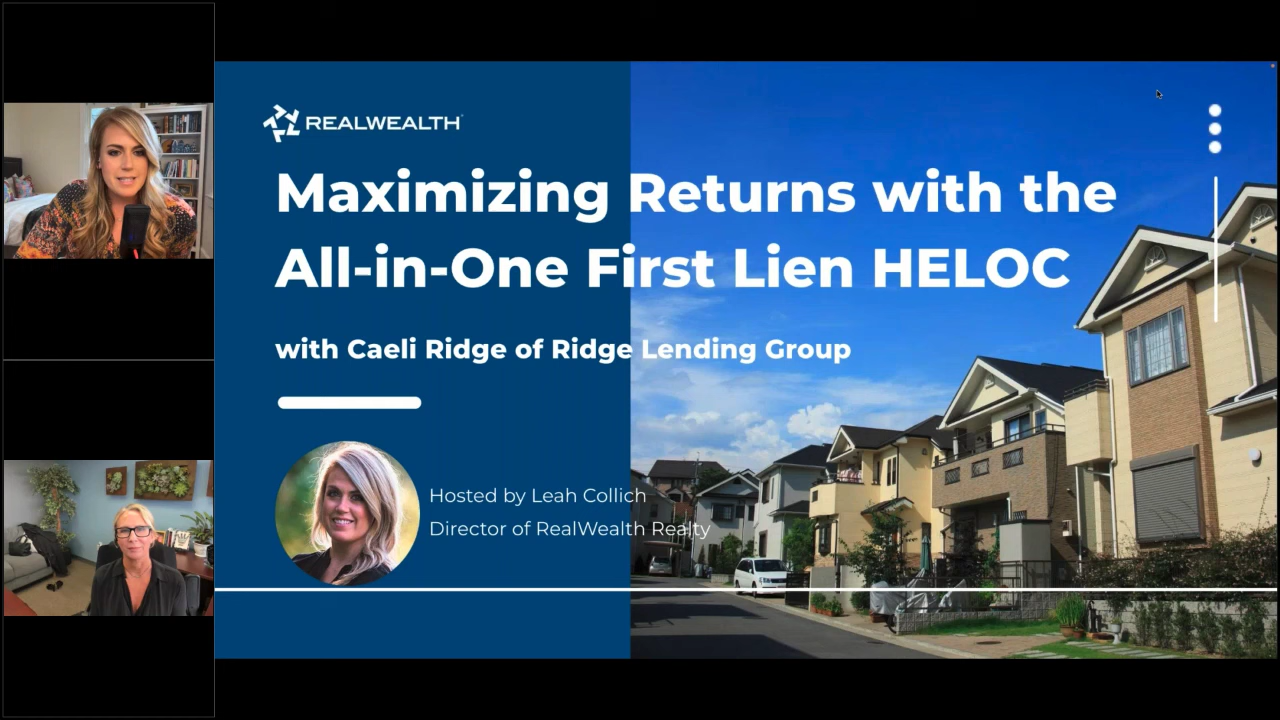 REALWEALTH
Maximizing Returns with the
All-in-One First Lien HELOC
with Caeli Ridge of Ridge Lending Group
Hosted by Leah Collich
Director of RealWealth Realty